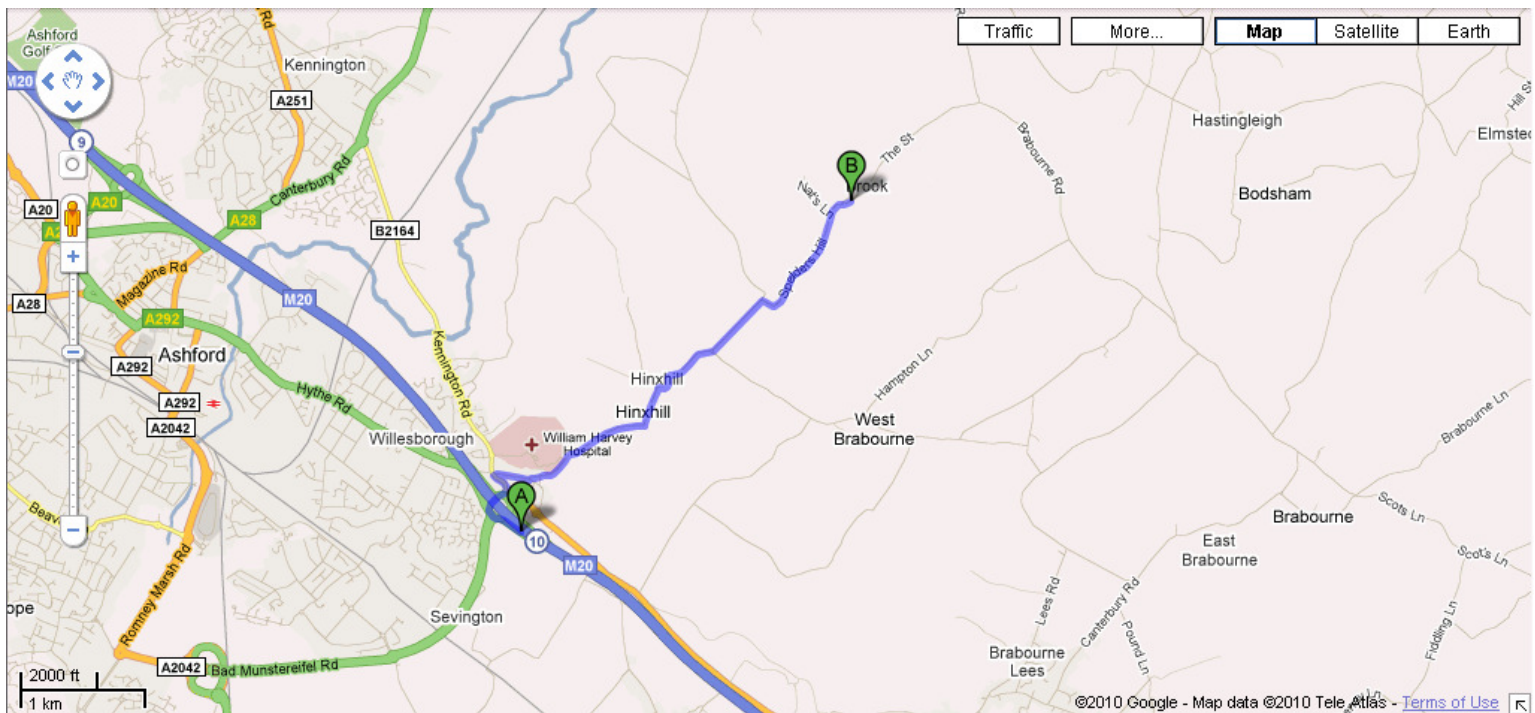 Ashford
Golf
Kennington
M20
A251
9
Canterbury Rd
A20
A20
A28
B2164
Magazine Rd
A28
M20
A292
Ashford
A292
A292
A2042
Hythe Rd
Kennington Rd
Willesborough
William Harvey
Hospital
Hinxhill
Hinxhill
A
10
M20
Sevington
Romney Marsh Rd
A2042
Bad Munstereifel Rd
2000 ft
1 km
Traffic
More...
Map
Satellite
Earth
B
Brook
The St
Nat's Ln
Spelders Hill
Brabourne Rd
Hastingleigh
Bodsham
Hampton Ln
West
Brabourne
Brabourne Ln
Brabourne
Scots Ln
Scot's Ln
East
Brabourne
Lees Rd
Canterbury Rd
Pound Ln
Fiddling Ln
Brabourne
Lees
©2010 Google - Map data ©2010 Tele Atlas - Terms of Use